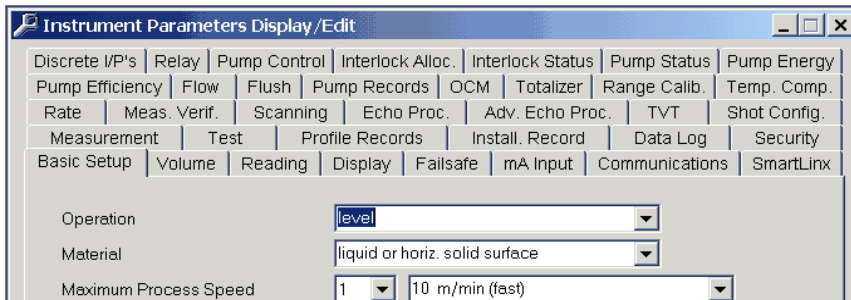 Instrument Parameters Display/Edit
Discrete I/P's Relay Pump Control Interlock Alloc. Interlock Status Pump Status Pump Energy
Pump Efficiency Flow Flush Pump Records OCM Totalizer Range Calib. Temp. Comp.
Rate Meas. Verif. Scanning Echo Proc. Adv. Echo Proc. TVT Shot Config.
Measurement Test Profile Records Install. Record Data Log Security
Basic Setup Volume Reading Display Failsafe mA Input Communications SmartLinx
Operation level
Material liquid or horiz. solid surface
Maximum Process Speed 1 10 m/min (fast)